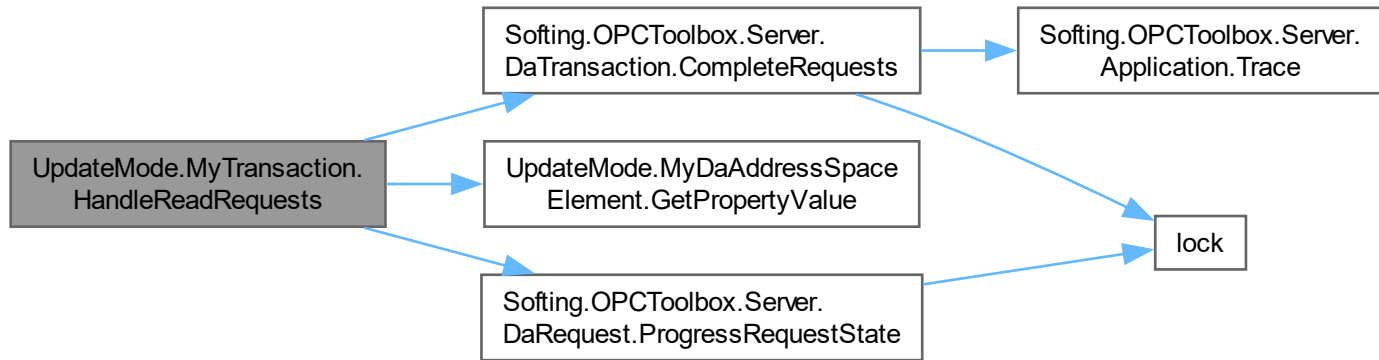 Softing.OPCToolbox.Server.
DaTransaction.CompleteRequests
Softing.OPCToolbox.Server.
Application.Trace
UpdateMode.MyTransaction.
HandleReadRequests
UpdateMode.MyDaAddressSpace
Element.GetPropertyValue
lock
Softing.OPCToolbox.Server.
DaRequest.ProgressRequestState